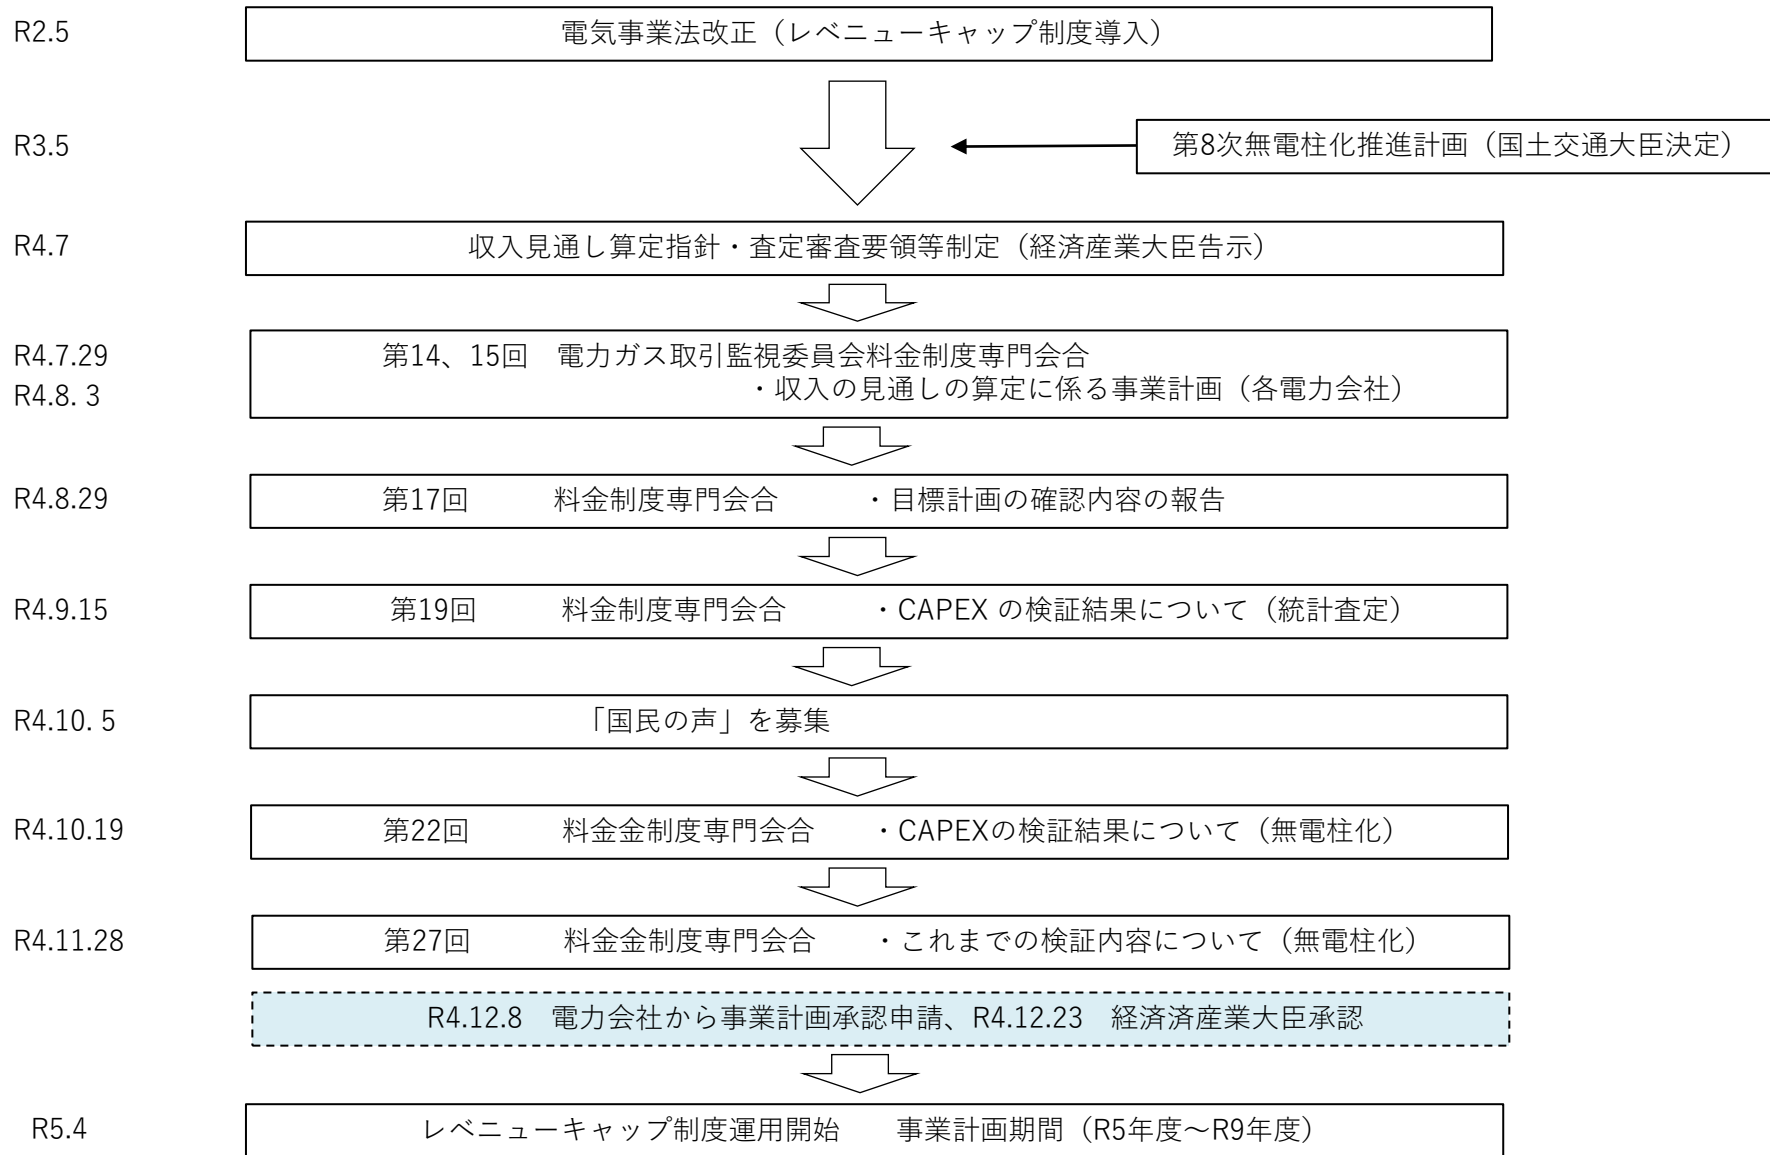 R2.5 電気事業法改正（レベニューキャップ制度導入）
R3.5 第8次無電柱化推進計画（国土交通大臣決定）
R4.7 収入見通し算定指針・査定審査要領等制定（経済産業大臣告示）
R4.7.29 第14、15回 電力ガス取引監視委員会料金制度専門会合
R4.8. 3 ・収入の見通しの算定に係る事業計画（各電力会社）
R4.8.29 第17回 料金制度専門会合 ・目標計画の確認内容の報告
R4.9.15 第19回 料金制度専門会合 ・CAPEX の検証結果について（統計査定）
R4.10. 5 「国民の声」を募集
R4.10.19 第22回 料金金制度専門会合 ・CAPEXの検証結果について（無電柱化）
R4.11.28 第27回 料金金制度専門会合 ・これまでの検証内容について（無電柱化）
R4.12.8 電力会社から事業計画承認申請、R4.12.23 経済済産業大臣承認
R5.4 レベニューキャップ制度運用開始 事業計画期間（R5年度～R9年度）